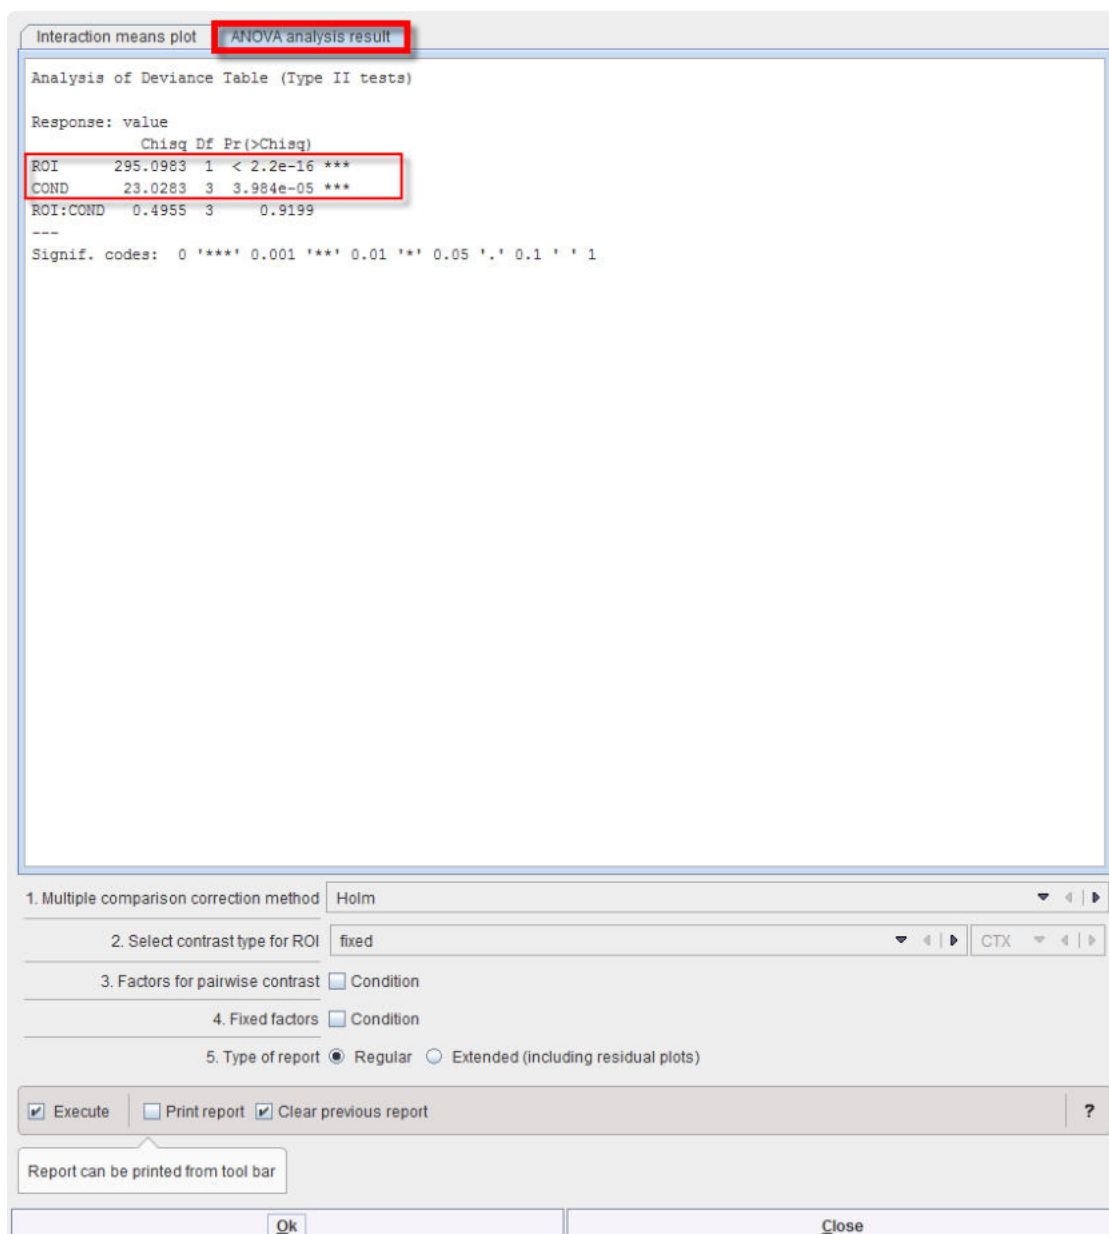 Interaction means plot ANOVA analysis result
Analysis of Deviance Table (Type II tests)
Response: value
Chisq Df Pr(>Chisq)
ROI 295.0983 1 < 2.2e-16 ***
COND 23.0283 3 3.984e-05 ***
ROI:COND 0.4955 3 0.9199
---
Signif. codes: 0 '***' 0.001 '**' 0.01 '*' 0.05 '.' 0.1 ' ' 1
1. Multiple comparison correction method Holm
2. Select contrast type for ROI fixed CTX
3. Factors for pairwise contrast Condition
4. Fixed factors Condition
5. Type of report Regular Extended (including residual plots)
Execute Print report Clear previous report ?
Report can be printed from tool bar
Ok Close